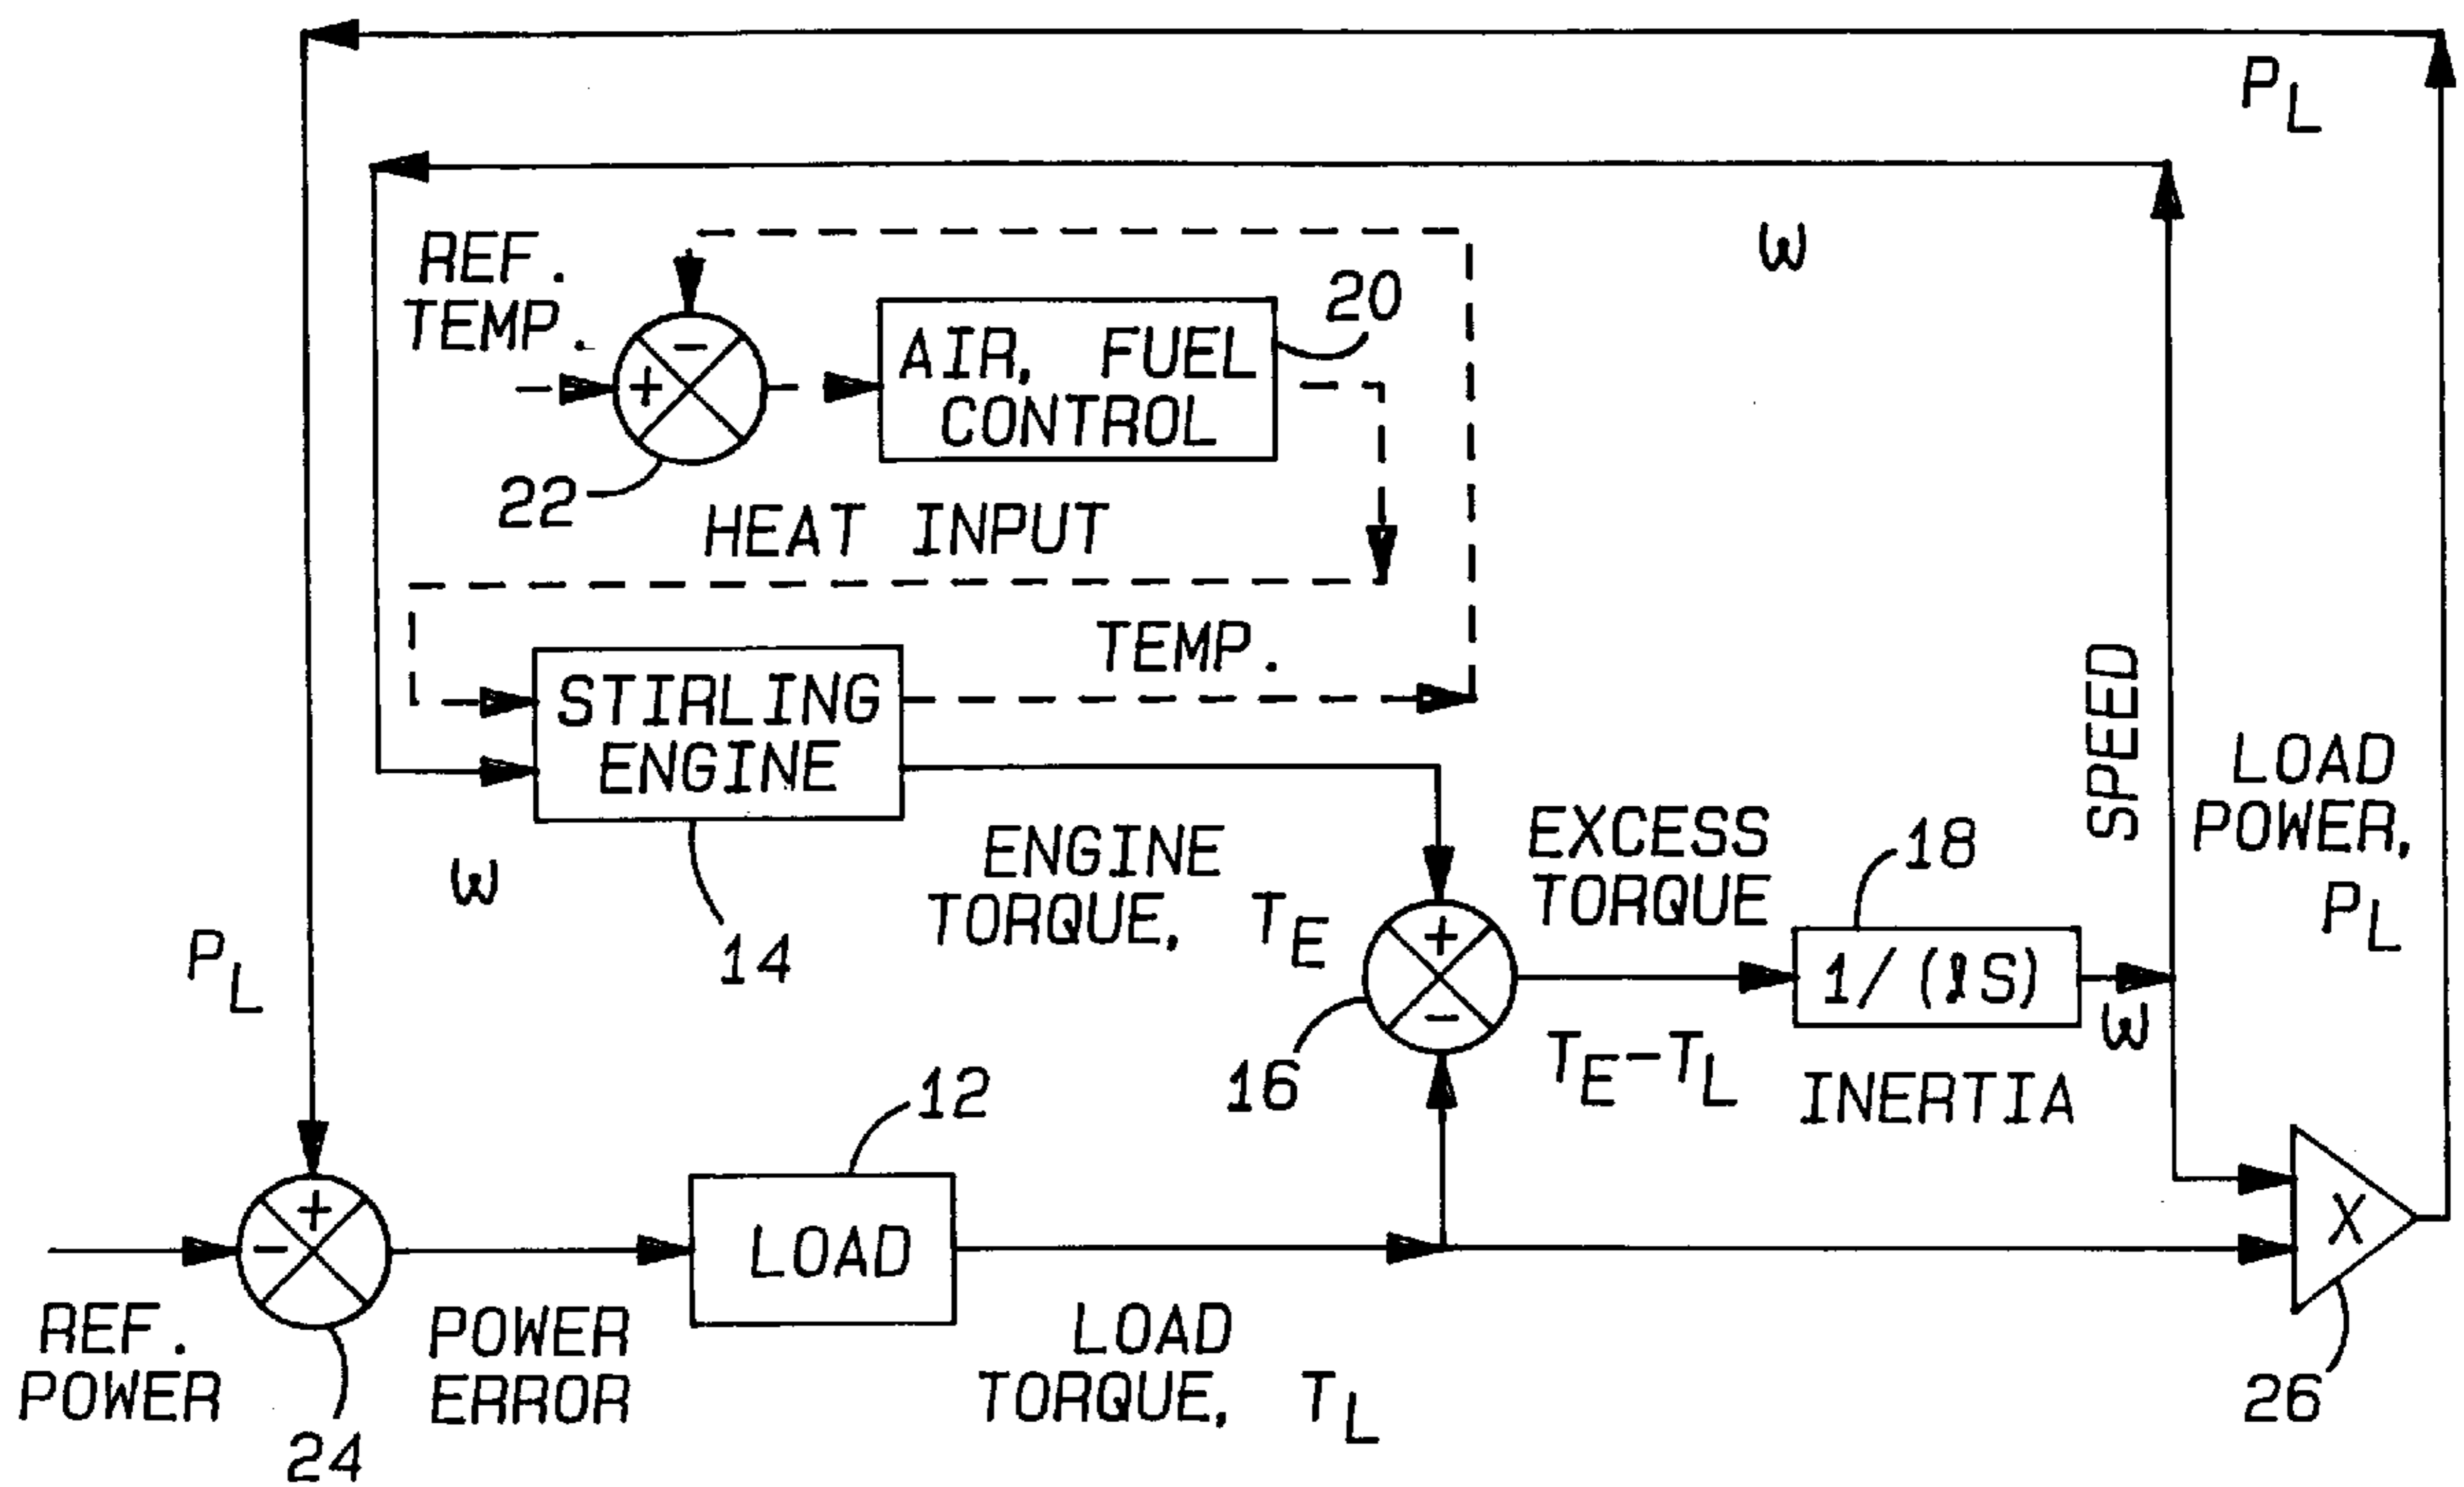 P_L
ω
REF.
TEMP.
20
-
+
AIR, FUEL
CONTROL
22
HEAT INPUT
TEMP.
STIRLING
ENGINE
SPEED
LOAD
POWER,
P_L
ω
14
ENGINE
TORQUE, T_E
EXCESS
TORQUE
18
P_L
+
-
16
1/(IS)
ω
T_E-T_L
INERTIA
12
+
-
LOAD
X
REF.
POWER
POWER
ERROR
24
LOAD
TORQUE, T_L
26